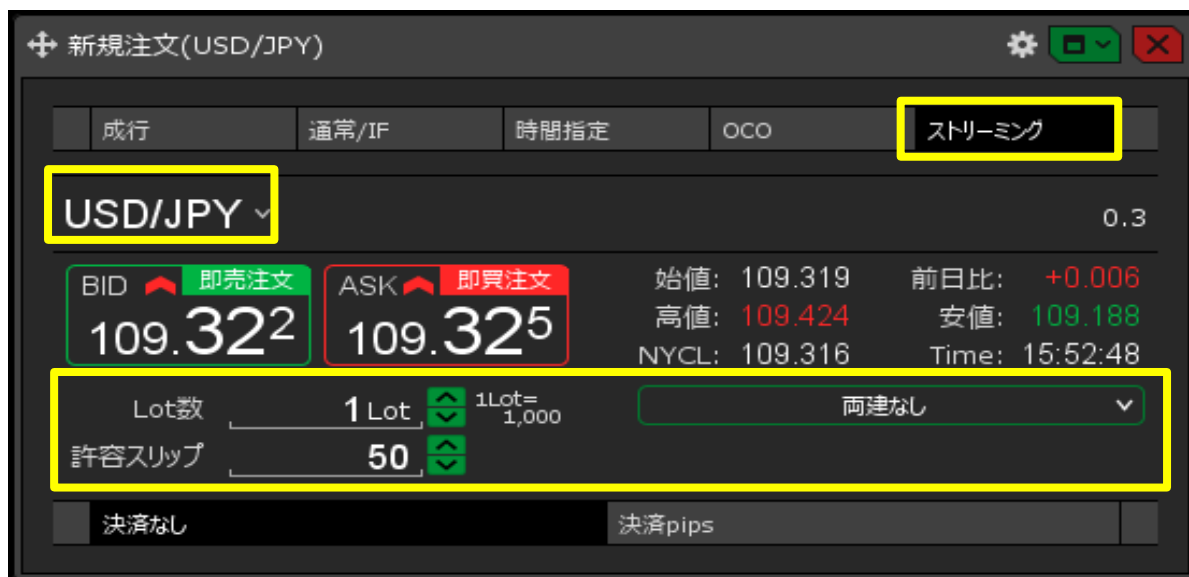 新規注文(USD/JPY)
成行 通常/IF 時間指定 OCO ストリーミング
USD/JPY 0.3
BID 即売注文 ASK 即買注文 始値: 109.319 前日比: +0.006
109.322 109.325 高値: 109.424 安値: 109.188
NYCL: 109.316 Time: 15:52:48
Lot数 1 Lot 1Lot= 1,000 両建なし
許容スリップ 50
決済なし 決済pips